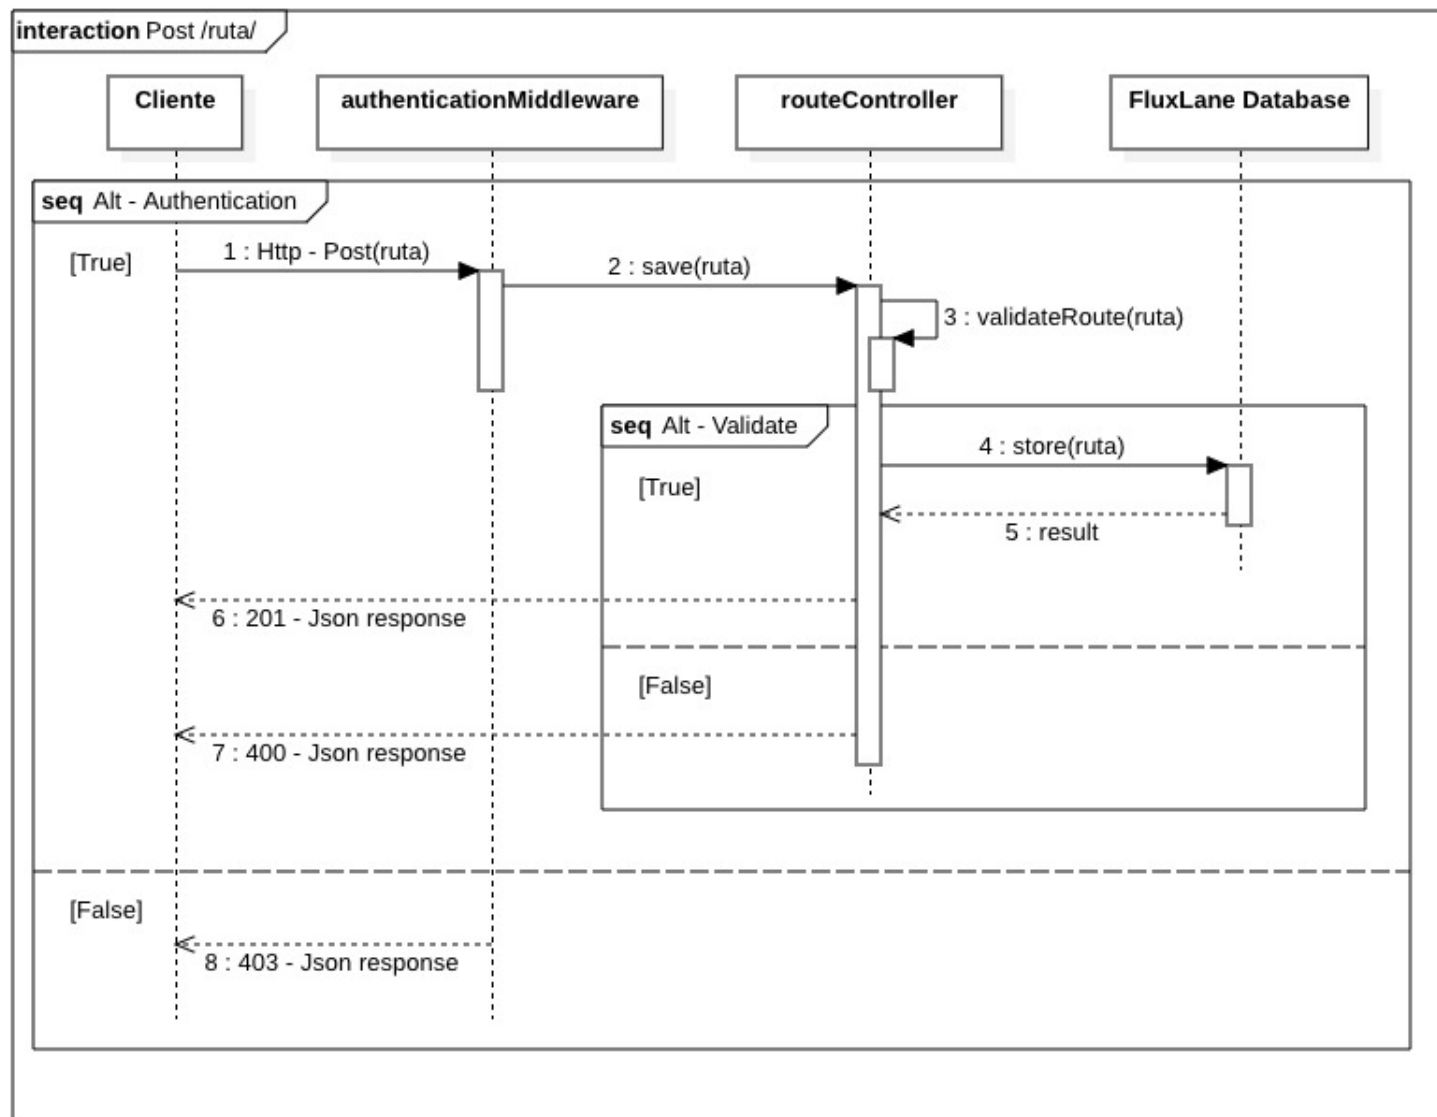 interaction Post /ruta/
Cliente
authenticationMiddleware
routeController
FluxLane Database
seq Alt - Authentication
[True]
1 : Http - Post(ruta)
2 : save(ruta)
3 : validateRoute(ruta)
seq Alt - Validate
4 : store(ruta)
[True]
5 : result
6 : 201 - Json response
[False]
7 : 400 - Json response
[False]
8 : 403 - Json response